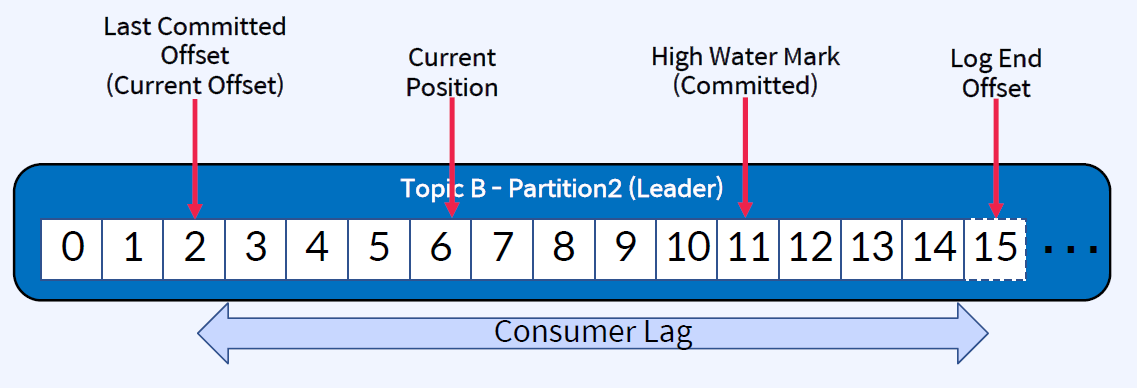 Last Committed
Offset
(Current Offset)
Current
Position
High Water Mark
(Committed)
Log End
Offset
Topic B - Partition2 (Leader)
0 1 2 3 4 5 6 7 8 9 10 11 12 13 14 15 ...
Consumer Lag